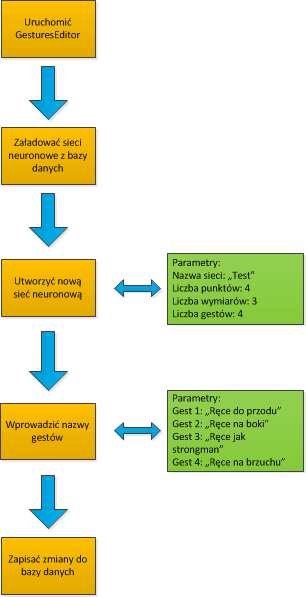 Uruchomić
GesturesEditor
Załadować sieci
neuronowe z bazy
danych
Utworzyć nową
sieć neuronową
Parametry:
Nazwa sieci: „Test”
Liczba punktów: 4
Liczba wymiarów: 3
Liczba gestów: 4
Wprowadzić nazwy
gestów
Parametry:
Gest 1: „Ręce do przodu”
Gest 2: „Ręce na boki”
Gest 3: „Ręce jak
strongman”
Gest 4: „Ręce na brzuchu”
Zapisać zmiany do
bazy danych